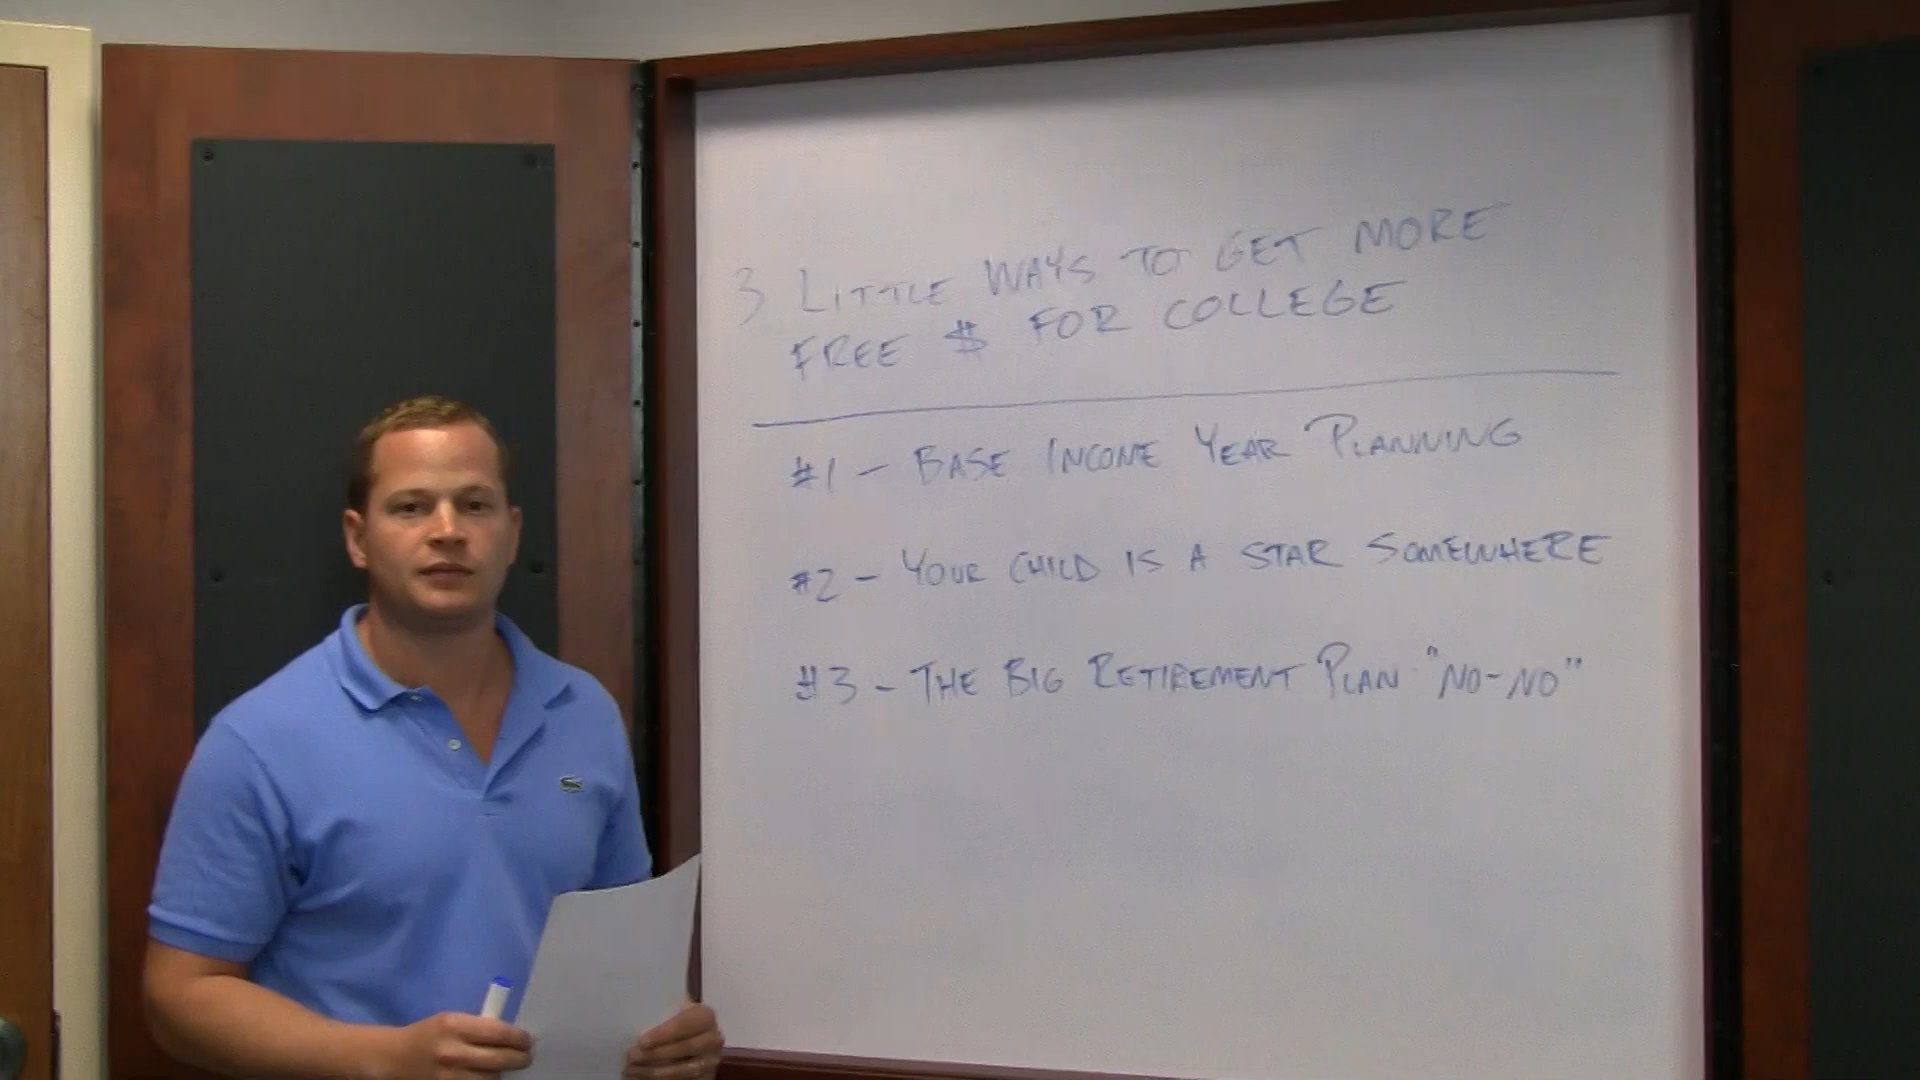 3 LITTLE WAYS TO GET MORE
FREE $ FOR COLLEGE
#1 - BASE INCOME YEAR PLANNING
#2 - YOUR CHILD IS A STAR SOMEWHERE
#3 - THE BIG RETIREMENT PLAN "NO-NO"